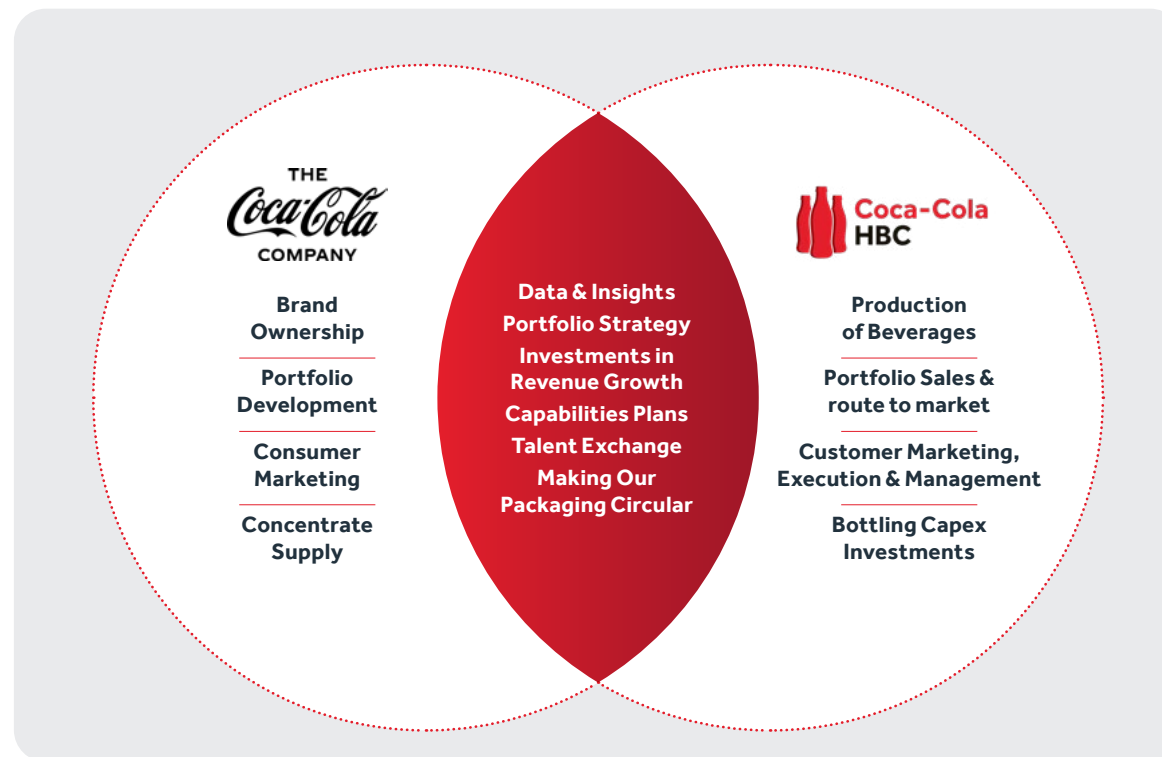 THE
Coca-Cola
COMPANY
Brand
Ownership
Portfolio
Development
Consumer
Marketing
Concentrate
Supply
Data & Insights
Portfolio Strategy
Investments in
Revenue Growth
Capabilities Plans
Talent Exchange
Making Our
Packaging Circular
Coca-Cola
HBC
Production
of Beverages
Portfolio Sales &
route to market
Customer Marketing,
Execution & Management
Bottling Capex
Investments